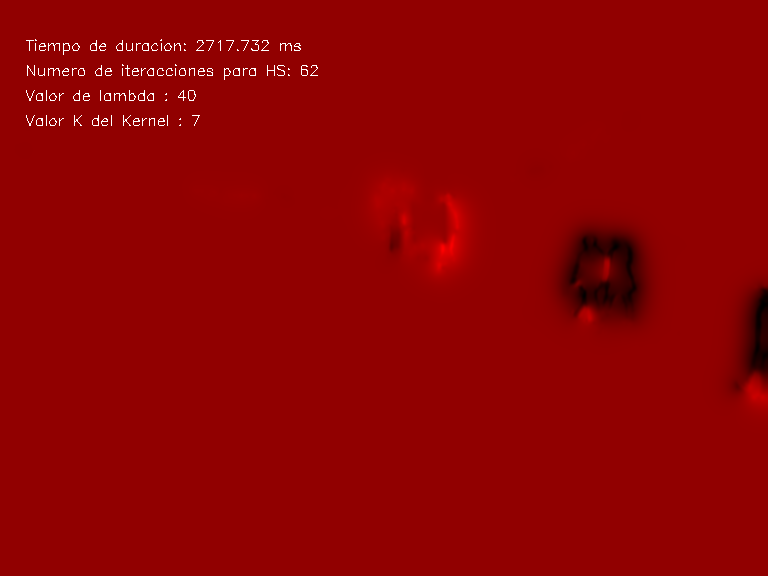 Tiempo de duracion: 2717.732 ms
Numero de iteracciones para HS: 62
Valor de lambda : 40
Valor K del Kernel : 7